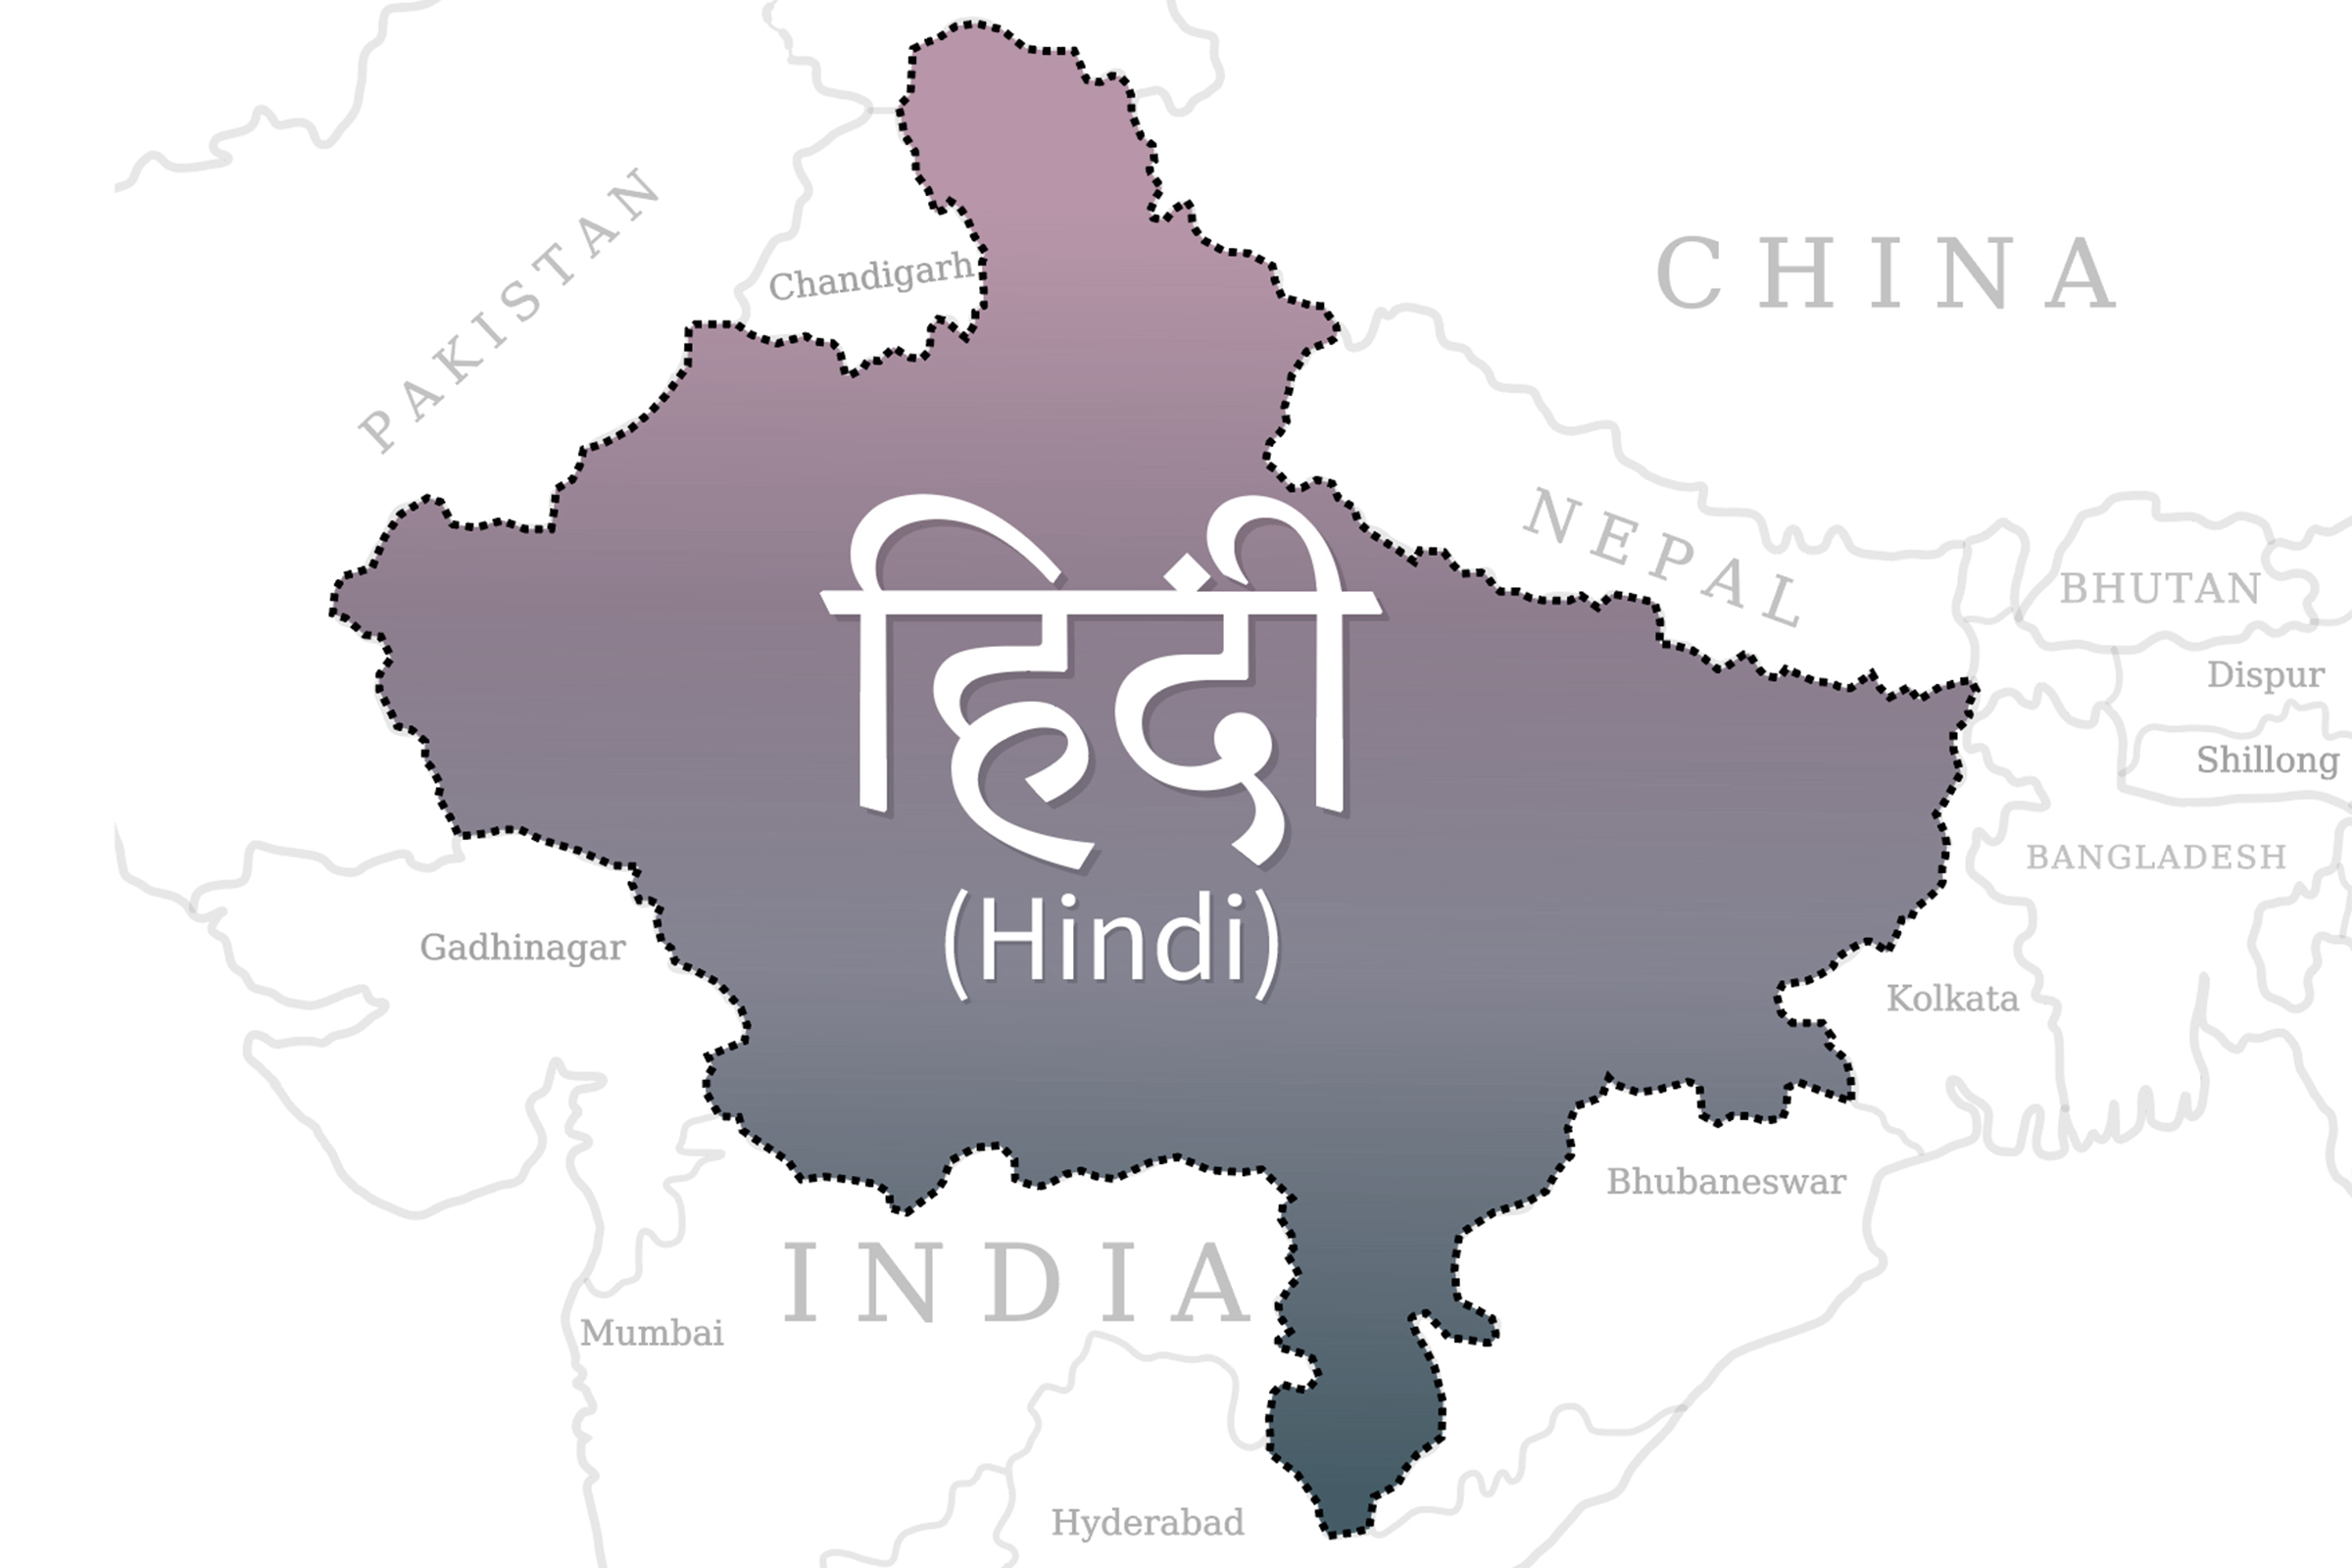 PAKISTAN
Chandigarh
CHINA
NEPAL
BHUTAN
Dispur
Shillong
हिंदी
(Hindi)
BANGLADESH
Gadhinagar
Kolkata
Bhubaneswar
INDIA
Mumbai
Hyderabad